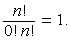 n! / 0! n! = 1.